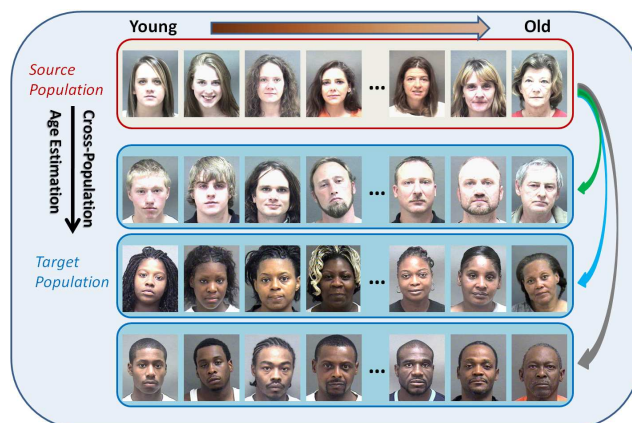 Young
Old
Source
Population
•••
Cross-Population
Age Estimation
•••
Target
Population
•••
•••